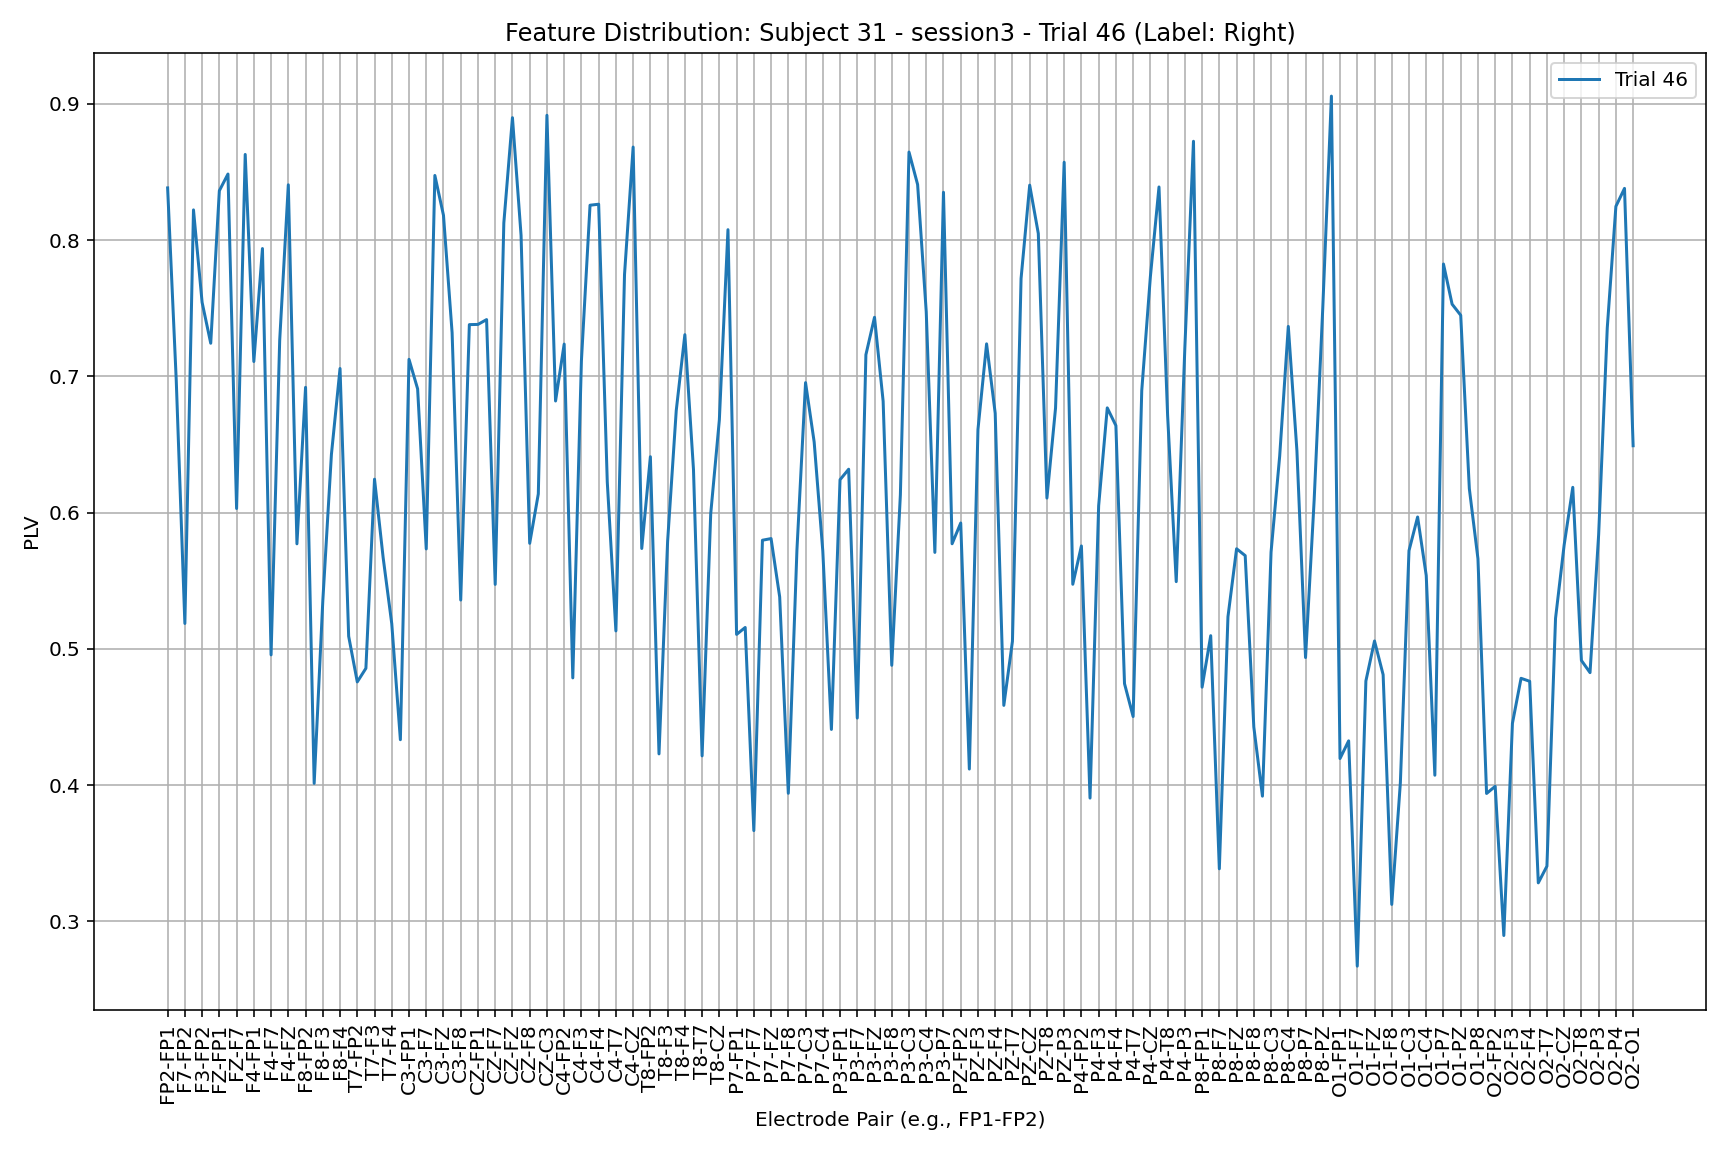 Feature Distribution: Subject 31 - session3 - Trial 46 (Label: Right)
Trial 46
0.9
0.8
0.7
0.6
0.5
0.4
0.3
PLV
FP2-FP1
F7-FP2
F3-FP2
FZ-FP1
FZ-F7
F4-FP1
F4-F7
F4-FZ
F8-FP2
F8-F3
F8-F4
T7-FP2
T7-F3
T7-F4
C3-FP1
C3-F7
C3-FZ
C3-F8
CZ-FP1
CZ-F7
CZ-FZ
CZ-F8
CZ-C3
C4-FP2
C4-F3
C4-F4
C4-T7
C4-CZ
T8-FP2
T8-F3
T8-F4
T8-T7
T8-CZ
P7-FP1
P7-F7
P7-FZ
P7-F8
P7-C3
P7-C4
P3-FP1
P3-F7
P3-FZ
P3-F8
P3-C3
P3-C4
P3-P7
PZ-FP2
PZ-F3
PZ-F4
PZ-T7
PZ-CZ
PZ-T8
PZ-P3
P4-FP2
P4-F3
P4-F4
P4-T7
P4-CZ
P4-T8
P4-P3
P8-FP1
P8-F7
P8-FZ
P8-F8
P8-C3
P8-C4
P8-P7
P8-PZ
O1-FP1
O1-F7
O1-FZ
O1-F8
O1-C3
O1-C4
O1-P7
O1-PZ
O1-P8
O2-FP2
O2-F3
O2-F4
O2-T7
O2-CZ
O2-T8
O2-P3
O2-P4
O2-O1
Electrode Pair (e.g., FP1-FP2)